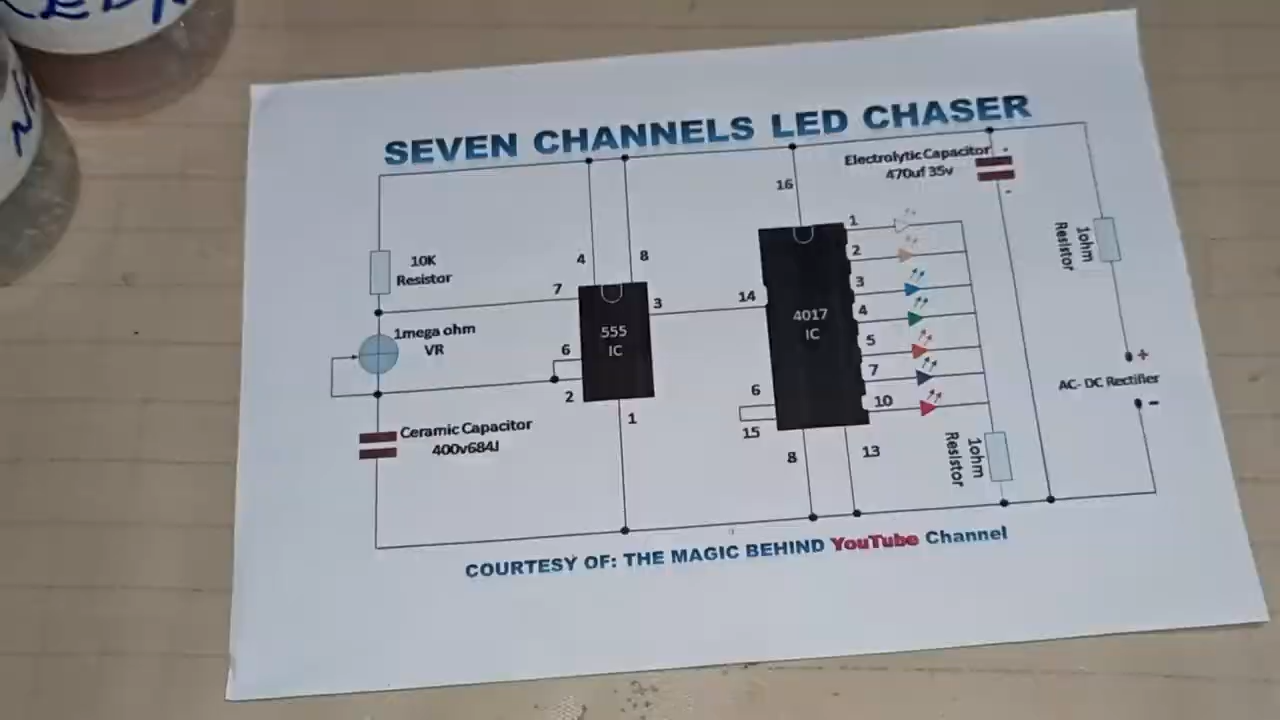 SEVEN CHANNELS LED CHASER
Electrolytic Capacitor
470uf 35v
-
-
16
1
2
3
4
5
7
10
4
8
10K
Resistor
7
3
14
1mega ohm
VR
555
IC
4017
IC
6
2
1
6
15
8
13
Ceramic Capacitor
400v684J
1ohm
Resistor
1ohm
Resistor
+
AC- DC Rectifier
-
COURTESY OF: THE MAGIC BEHIND YouTube Channel